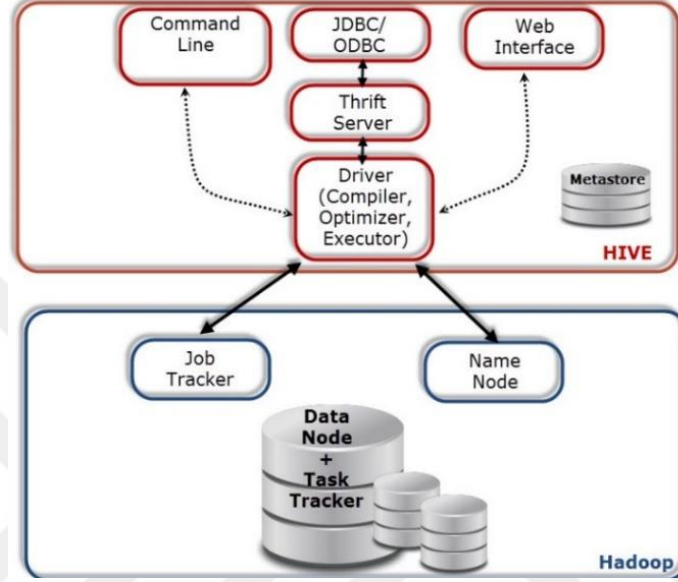 Command
Line
JDBC/
ODBC
Web
Interface
Thrift
Server
Driver
(Compiler,
Optimizer,
Executor)
Metastore
HIVE
Job
Tracker
Name
Node
Data
Node
+
Task
Tracker
Hadoop